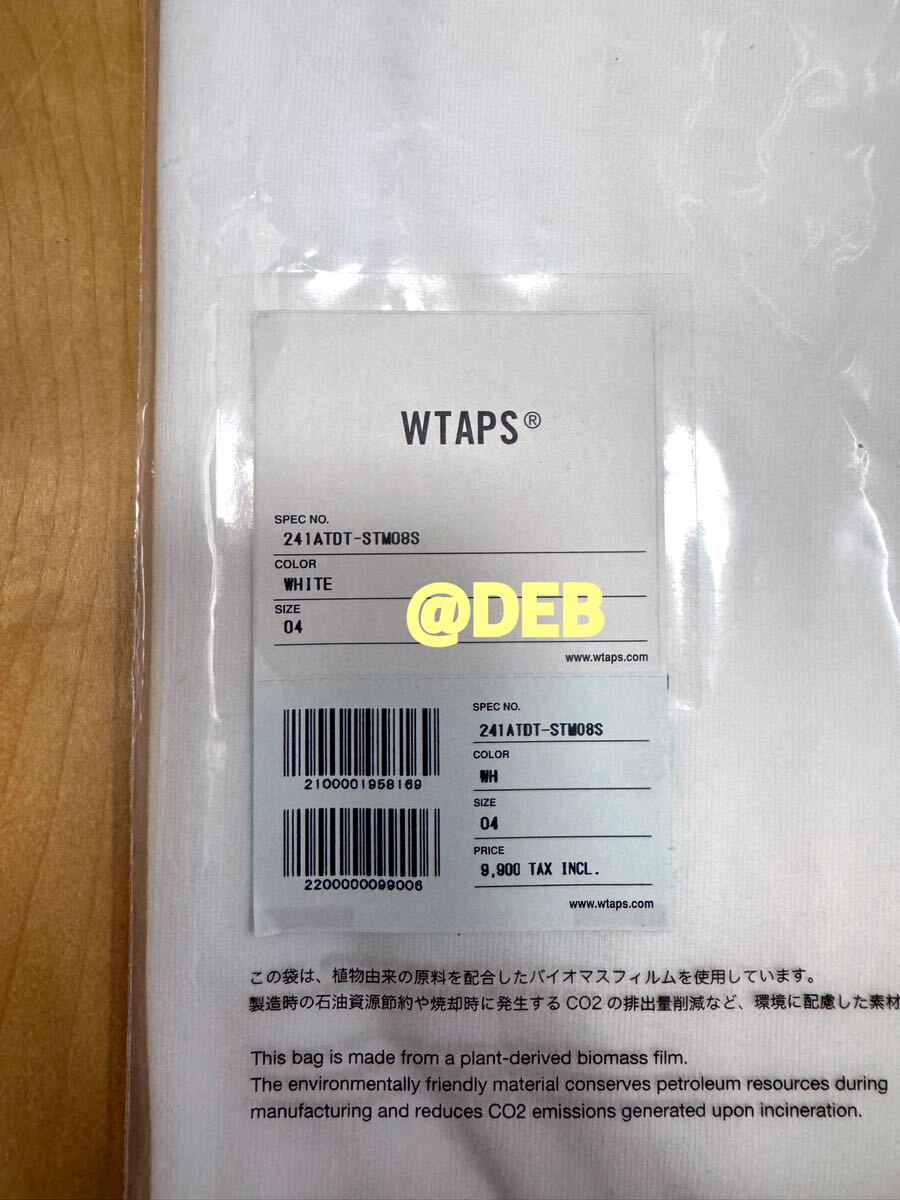 WTAPS®
SPEC NO.
241ATDT-STM08S
COLOR
WHITE
SIZE
04
@DEB
www.wtaps.com
2100001958169
2200000099006
SPEC NO.
241ATDT-STM08S
COLOR
WH
SIZE
04
PRICE
9,900 TAX INCL.
www.wtaps.com
この袋は、植物由来の原料を配合したバイオマスフィルムを使用しています。
製造時の石油資源節約や焼却時に発生するCO2の排出量削減など、環境に配慮した素材
This bag is made from a plant-derived biomass film.
The environmentally friendly material conserves petroleum resources during
manufacturing and reduces CO2 emissions generated upon incineration.